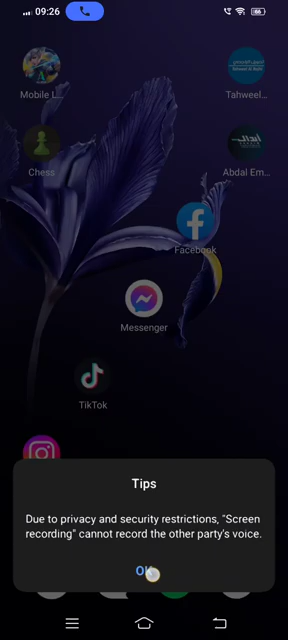 09:26
Mobile L...
Tahweel...
Chess
Abdal Em...
Facebook
Messenger
TikTok
Tips
Due to privacy and security restrictions, "Screen
recording" cannot record the other party's voice.